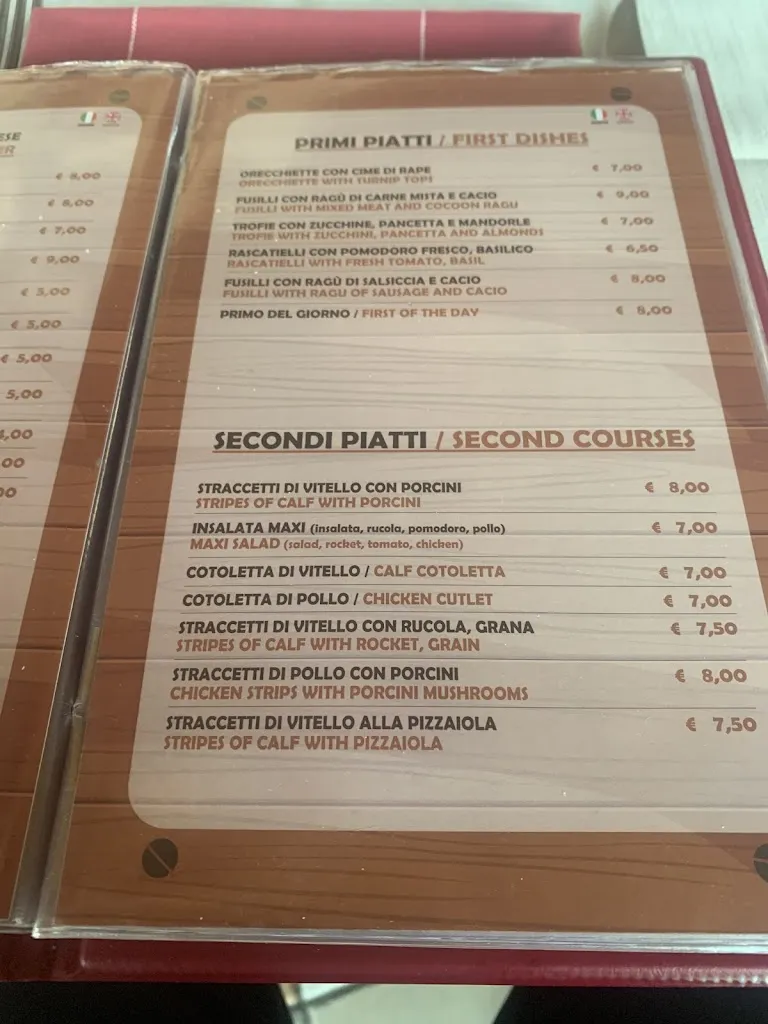 ESE
ER
€ 8,00
€ 8,00
€ 7,00
€ 9,00
€ 5,00
€ 5,00
€ 5,00
5,00
,00
00
PRIMI PIATTI / FIRST DISHES
ORECCHIETTE CON CIME DI RAPE € 7,00
ORECCHIETTE WITH TURNIP TOPS
FUSILLI CON RAGÙ DI CARNE MISTA E CACIO € 9,00
FUSILLI WITH MIXED MEAT AND COCOON RAGU
TROFIE CON ZUCCHINE, PANCETTA E MANDORLE € 7,00
TROFIE WITH ZUCCHINI, PANCETTA AND ALMONDS
RASCATIELLI CON POMODORO FRESCO, BASILICO € 6,50
RASCATIELLI WITH FRESH TOMATO, BASIL
FUSILLI CON RAGÙ DI SALSICCIA E CACIO € 8,00
FUSILLI WITH RAGU OF SAUSAGE AND CACIO
PRIMO DEL GIORNO / FIRST OF THE DAY € 8,00
SECONDI PIATTI / SECOND COURSES
STRACCETTI DI VITELLO CON PORCINI € 8,00
STRIPES OF CALF WITH PORCINI
INSALATA MAXI (insalata, rucola, pomodoro, pollo) € 7,00
MAXI SALAD (salad, rocket, tomato, chicken)
COTOLETTA DI VITELLO / CALF COTOLETTA € 7,00
COTOLETTA DI POLLO / CHICKEN CUTLET € 7,00
STRACCETTI DI VITELLO CON RUCOLA, GRANA € 7,50
STRIPES OF CALF WITH ROCKET, GRAIN
STRACCETTI DI POLLO CON PORCINI € 8,00
CHICKEN STRIPS WITH PORCINI MUSHROOMS
STRACCETTI DI VITELLO ALLA PIZZAIOLA € 7,50
STRIPES OF CALF WITH PIZZAIOLA